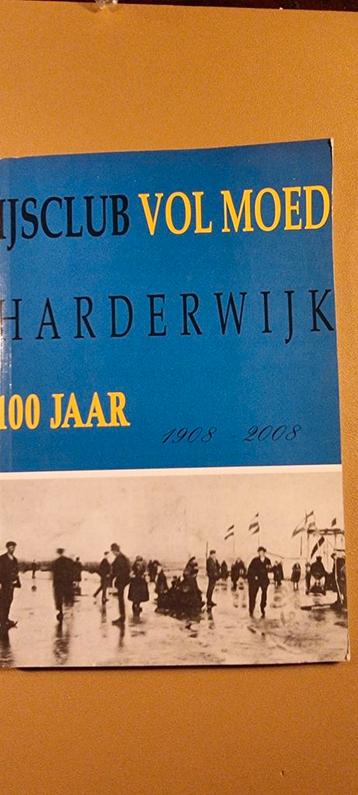 IJSCLUB VOL MOED
HARDERWIJK
100 JAAR
1908 2008